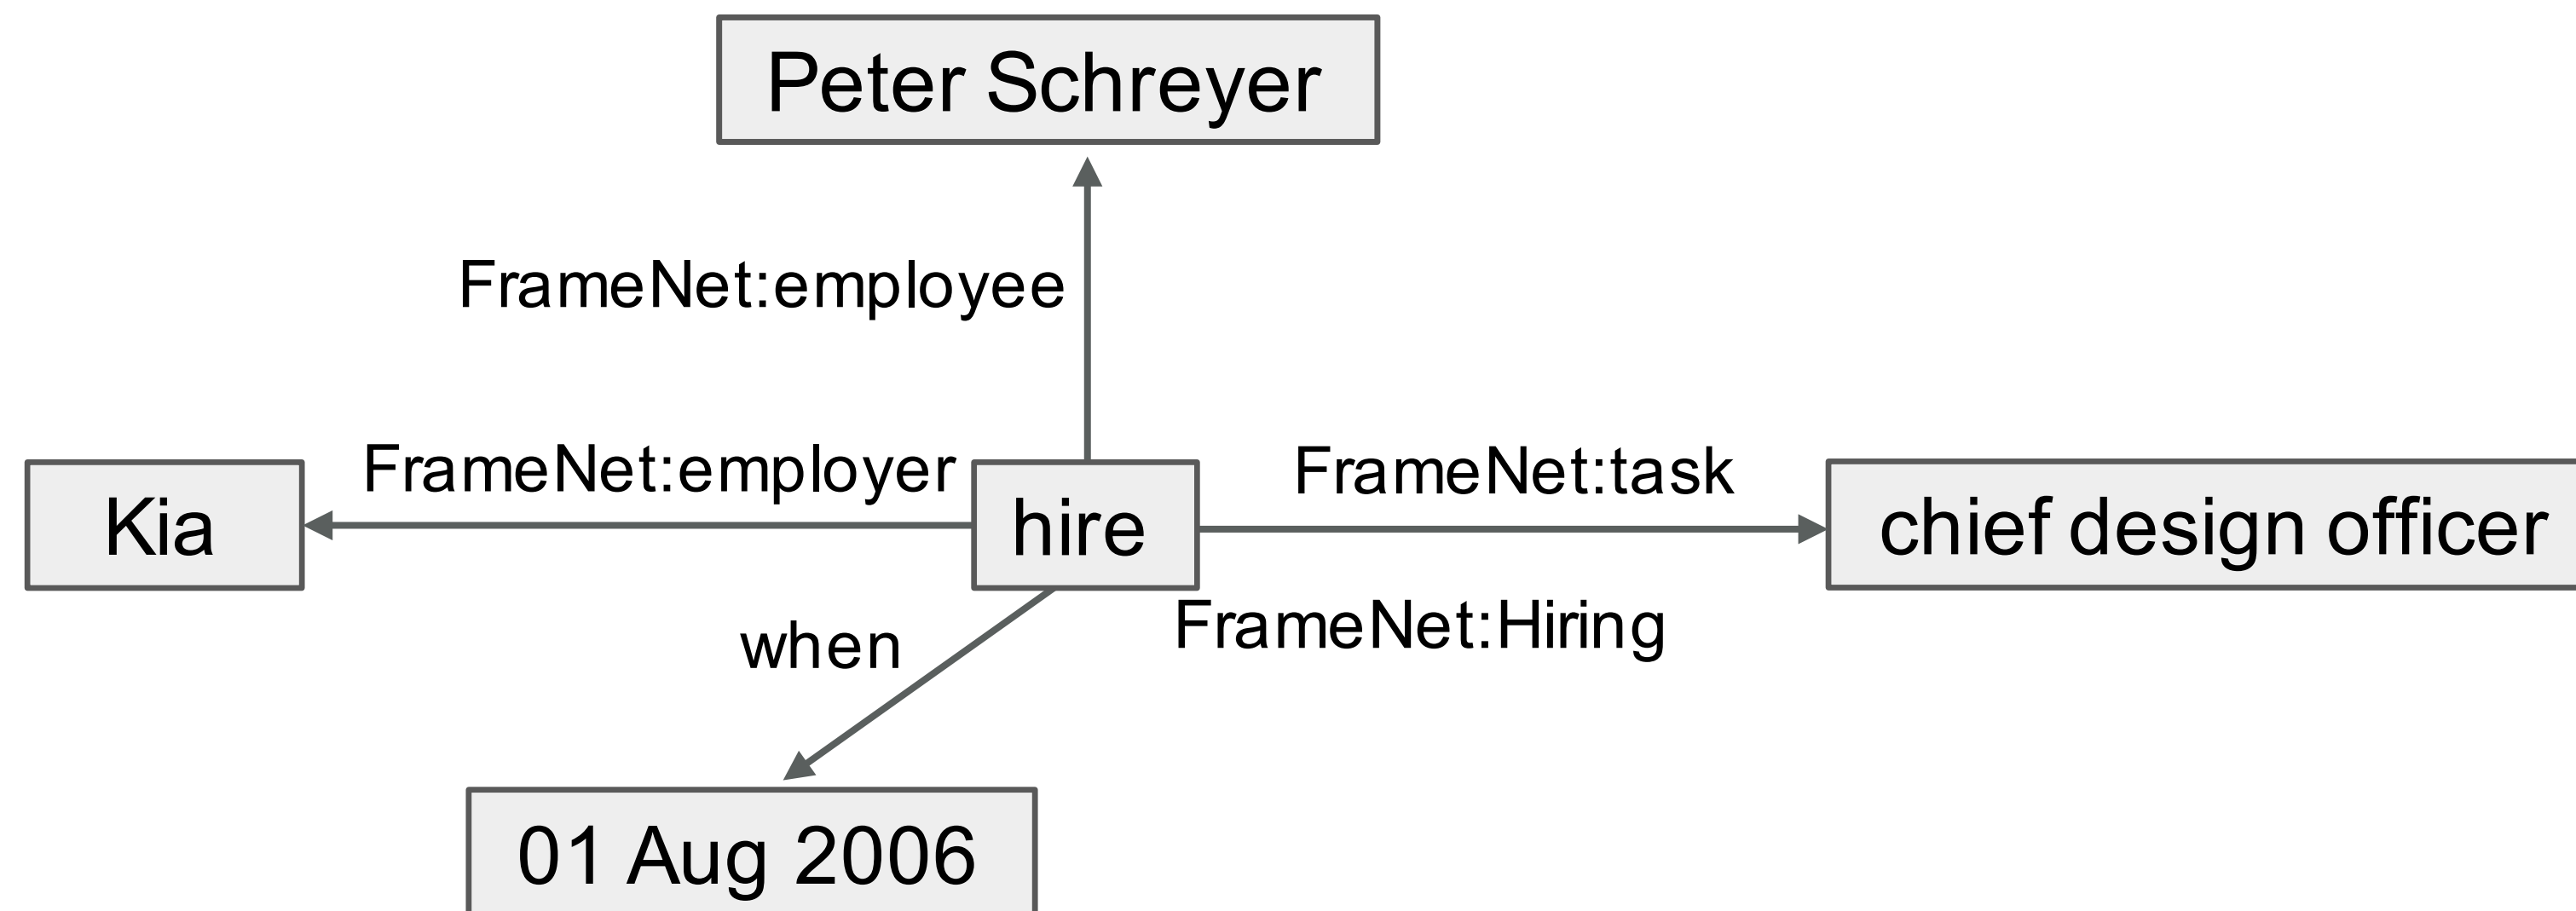 Peter Schreyer
FrameNet:employee
FrameNet:employer
FrameNet:task
Kia
hire
chief design officer
FrameNet:Hiring
when
01 Aug 2006